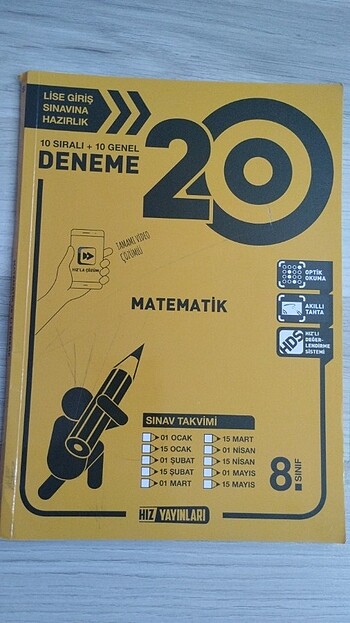 LİSE GİRİŞ
SINAVINA
HAZIRLIK
10 SIRALI + 10 GENEL
DENEME
20
TAMAMI VIDEO
ÇÖZÜMLÜ
HIZ'LA ÇÖZÜM
MATEMATİK
OPTİK
OKUMA
AKILLI
TAHTA
HDS
HIZ'LI
DEĞER-
LENDİRME
SİSTEMİ
SINAV TAKVİMİ
01 OCAK
15 OCAK
01 ŞUBAT
15 ŞUBAT
01 MART
15 MART
01 NİSAN
15 NİSAN
01 MAYIS
15 MAYIS
8. SINIF
HIZ YAYINLARI